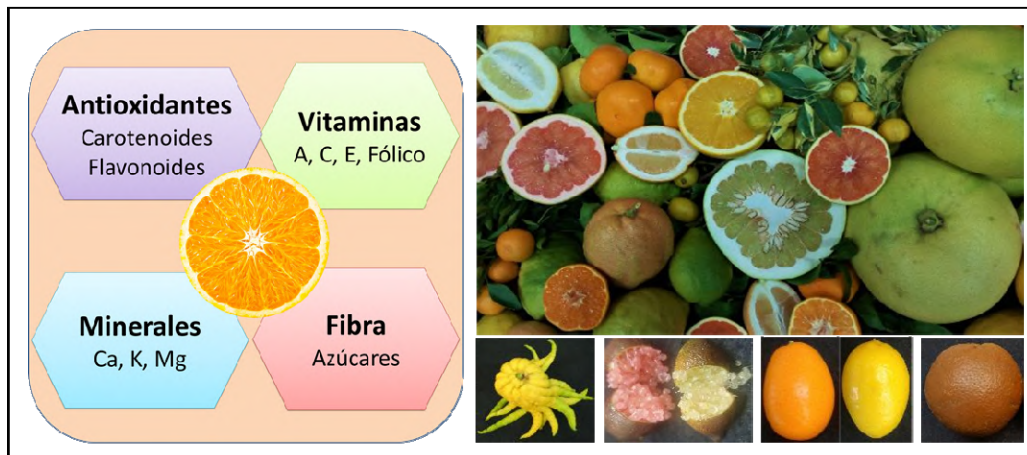 Antioxidantes
Carotenoides
Flavonoides
Vitaminas
A, C, E, Fólico
Minerales
Ca, K, Mg
Fibra
Azúcares